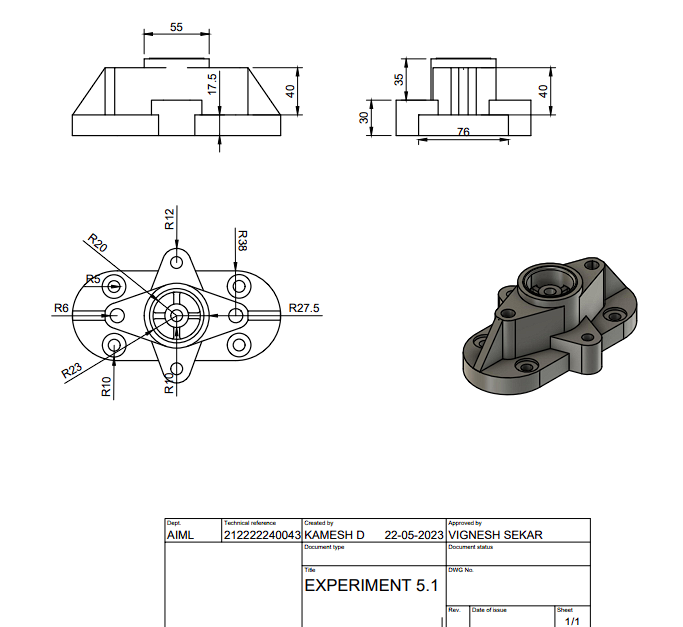 55
17.5
40
35
30
40
76
R12
R20
R38
R5
R6
R27.5
R23
R10
R10
Dept.
Technical reference
Created by
Approved by
AIML
212222240043
KAMESH D
22-05-2023
VIGNESH SEKAR
Document type
Document status
Title
DWG No.
EXPERIMENT 5.1
Rev.
Date of issue
Sheet
1/1